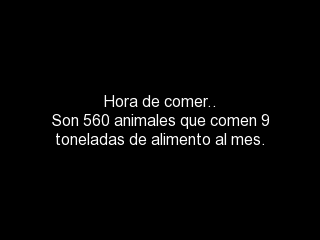 Hora de comer..
Son 560 animales que comen 9
toneladas de alimento al mes.